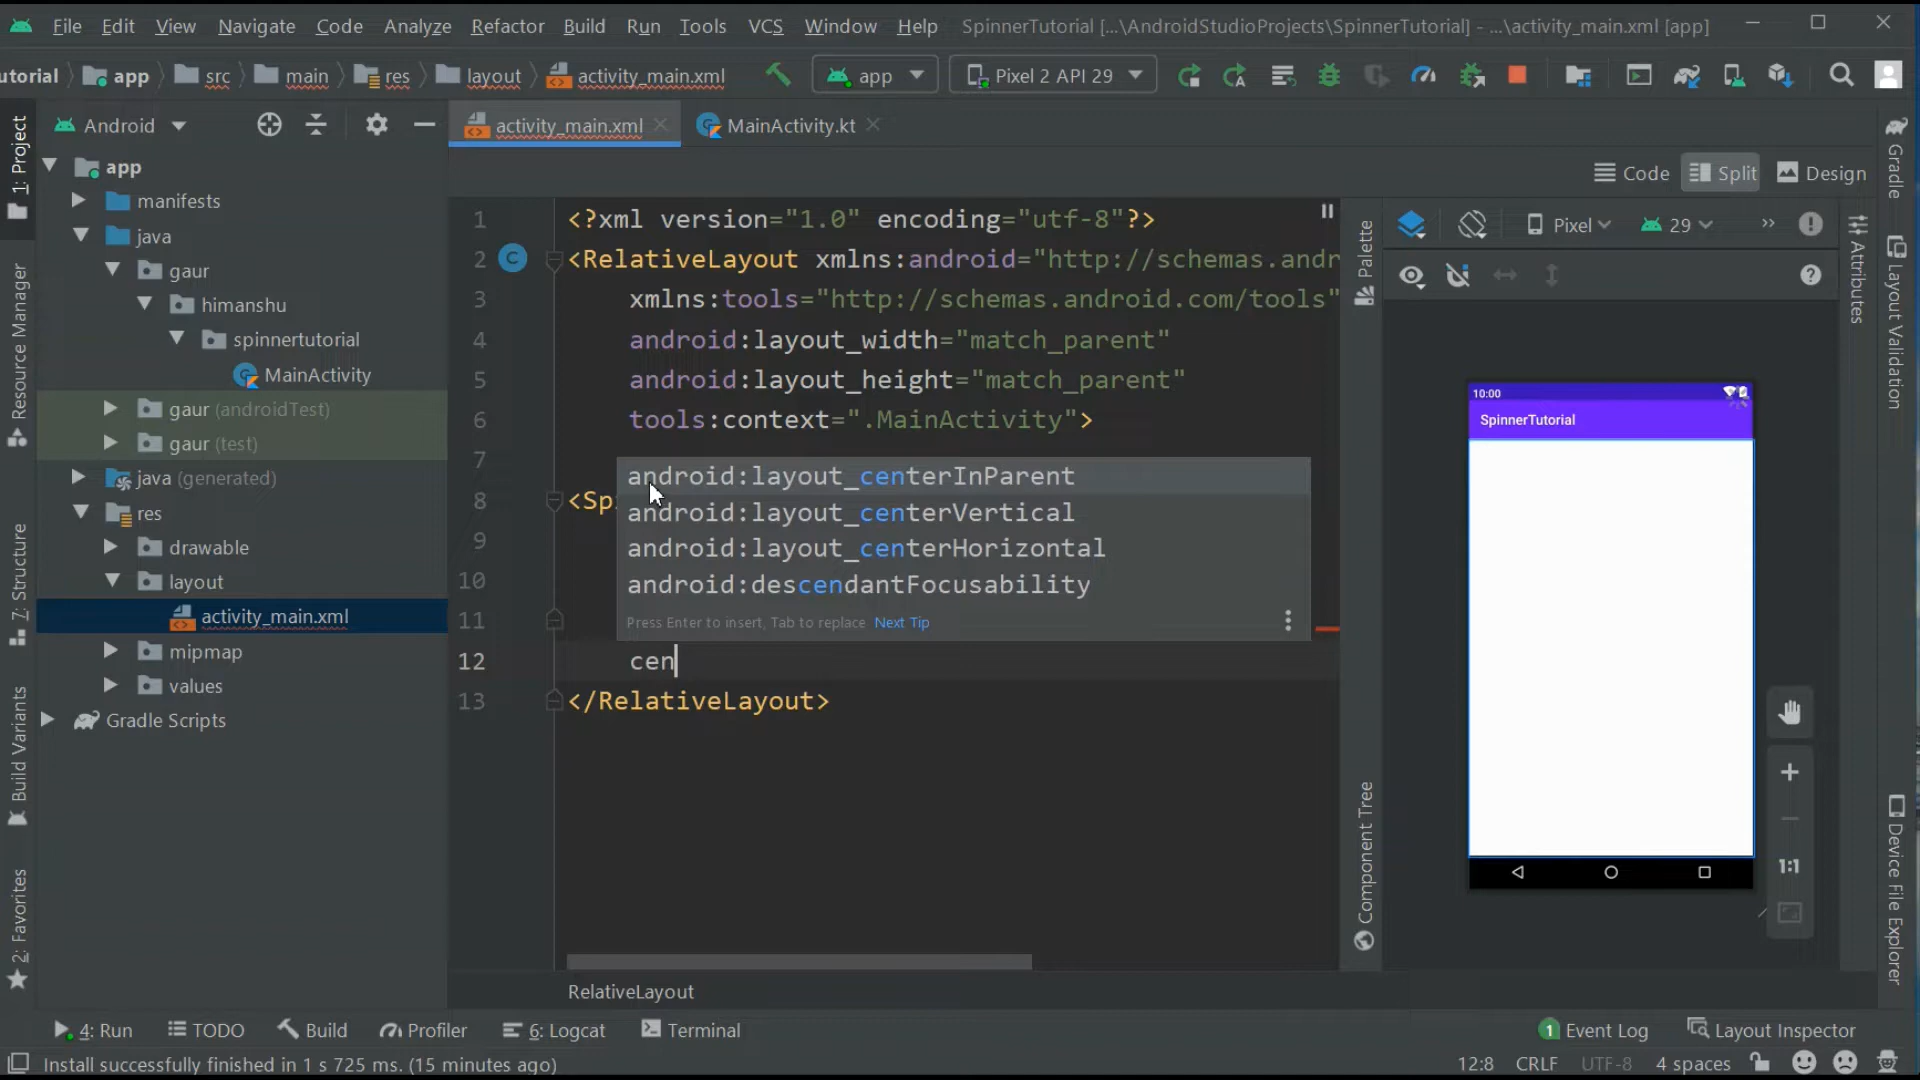 File Edit View Navigate Code Analyze Refactor Build Run Tools VCS Window Help SpinnerTutorial [...\AndroidStudioProjects\SpinnerTutorial] - ...\activity_main.xml [app]
utorial app src main res layout activity_main.xml app Pixel 2 API 29
Android
activity_main.xml
MainActivity.kt
Code Split Design
1: Project
Resource Manager
7: Structure
Build Variants
2: Favorites
app
manifests
java
gaur
himanshu
spinnertutorial
MainActivity
gaur (androidTest)
gaur (test)
java (generated)
res
drawable
layout
activity_main.xml
mipmap
values
Gradle Scripts
1 <?xml version="1.0" encoding="utf-8"?>
2 <RelativeLayout xmlns:android="http://schemas.andr
3 xmlns:tools="http://schemas.android.com/tools"
4 android:layout_width="match_parent"
5 android:layout_height="match_parent"
6 tools:context=".MainActivity">
7
8 <Sp
9
10
11
12 cen
13 </RelativeLayout>
android:layout_centerInParent
android:layout_centerVertical
android:layout_centerHorizontal
android:descendantFocusability
Press Enter to insert, Tab to replace Next Tip
RelativeLayout
Palette
Component Tree
Pixel 29
10:00
SpinnerTutorial
1:1
Attributes
Gradle
Layout Validation
Device File Explorer
4: Run TODO Build Profiler 6: Logcat Terminal 1 Event Log Layout Inspector
Install successfully finished in 1 s 725 ms. (15 minutes ago) 12:8 CRLF UTF-8 4 spaces